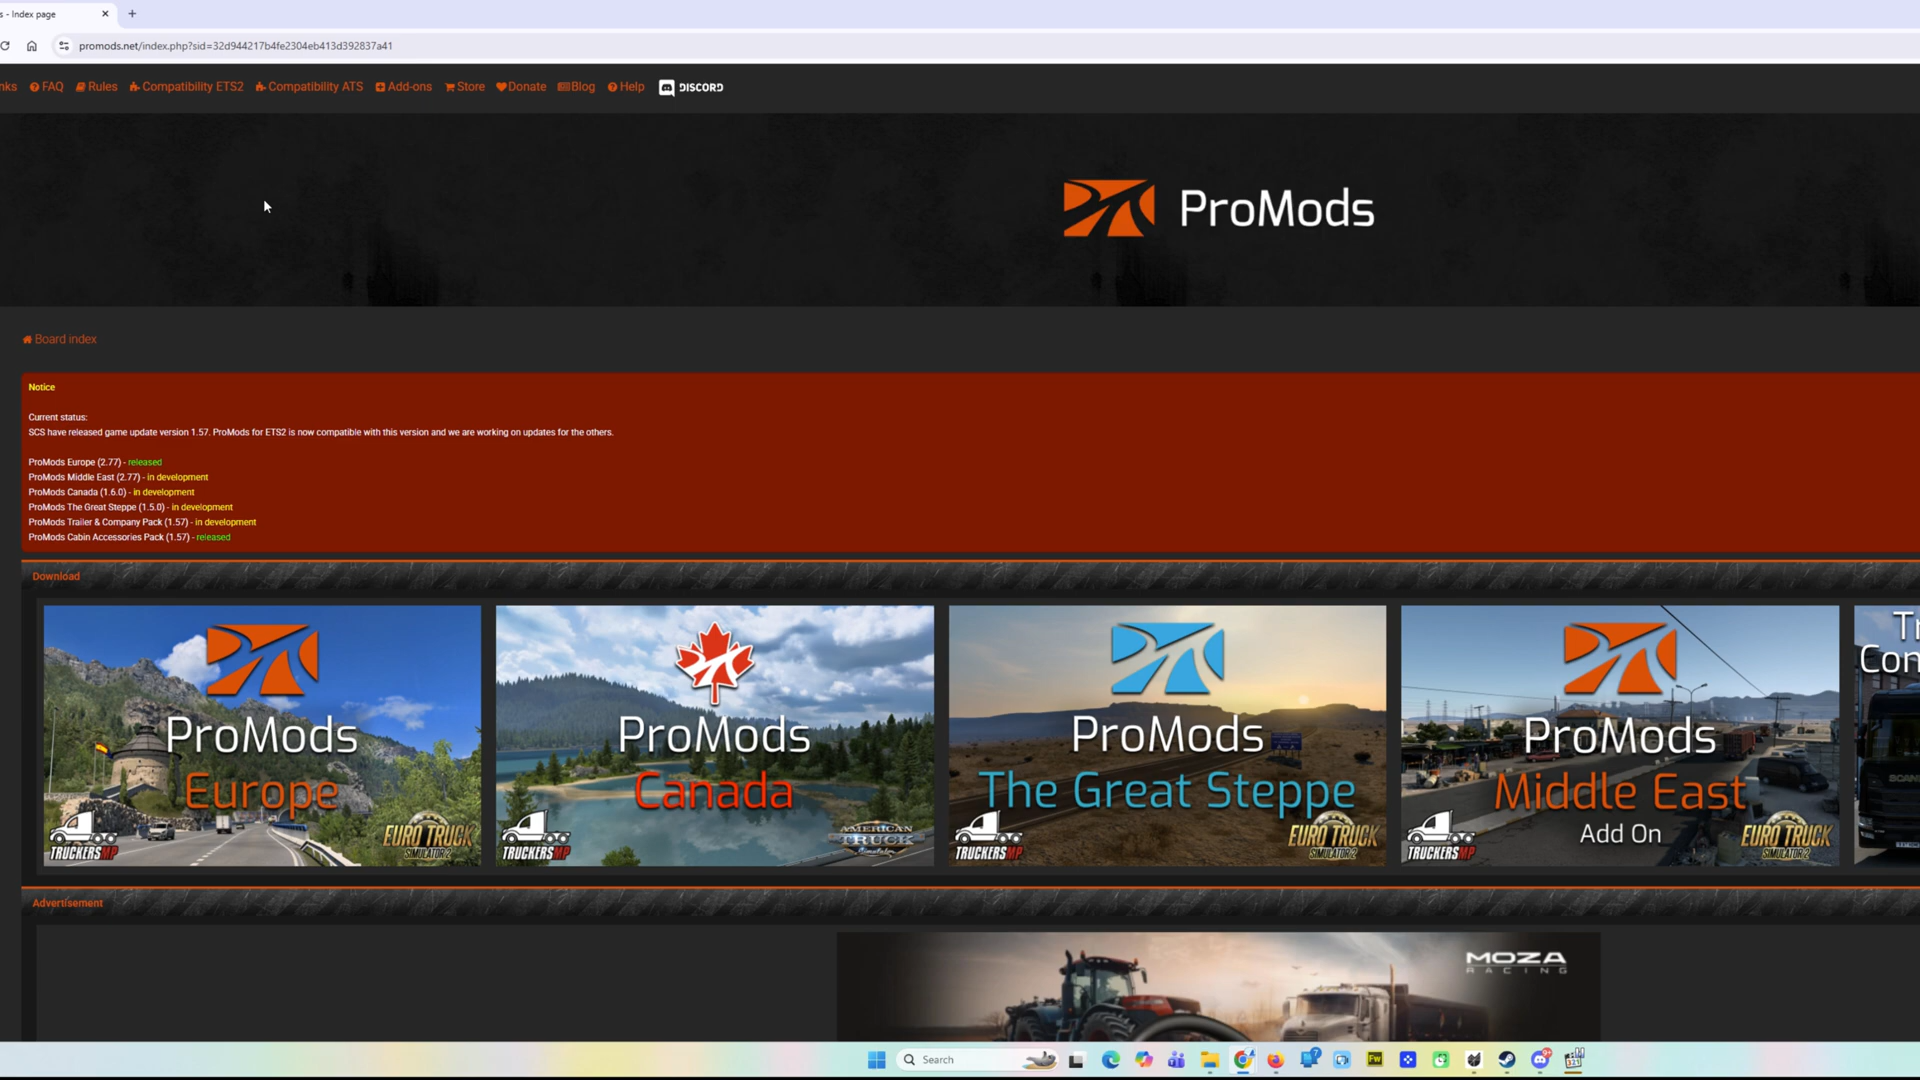 s - Index page
promods.net/index.php?sid=32d944217b4fe2304eb413d392837a41
nks FAQ Rules Compatibility ETS2 Compatibility ATS Add-ons Store Donate Blog Help DISCORD
ProMods
Board index
Notice
Current status:
SCS have released game update version 1.57. ProMods for ETS2 is now compatible with this version and we are working on updates for the others.
ProMods Europe (2.77) - released
ProMods Middle East (2.77) - in development
ProMods Canada (1.6.0) - in development
ProMods The Great Steppe (1.5.0) - in development
ProMods Trailer & Company Pack (1.57) - in development
ProMods Cabin Accessories Pack (1.57) - released
Download
ProMods
Europe
TRUCKERSMP
EURO TRUCK
SIMULATOR 2
ProMods
Canada
TRUCKERSMP
AMERICAN
TRUCK
Simulator
ProMods
The Great Steppe
TRUCKERSMP
EURO TRUCK
SIMULATOR 2
ProMods
Middle East
Add On
TRUCKERSMP
EURO TRUCK
SIMULATOR 2
Tr
Con
SCANI
Advertisement
MOZA
RACING
Search
Fw